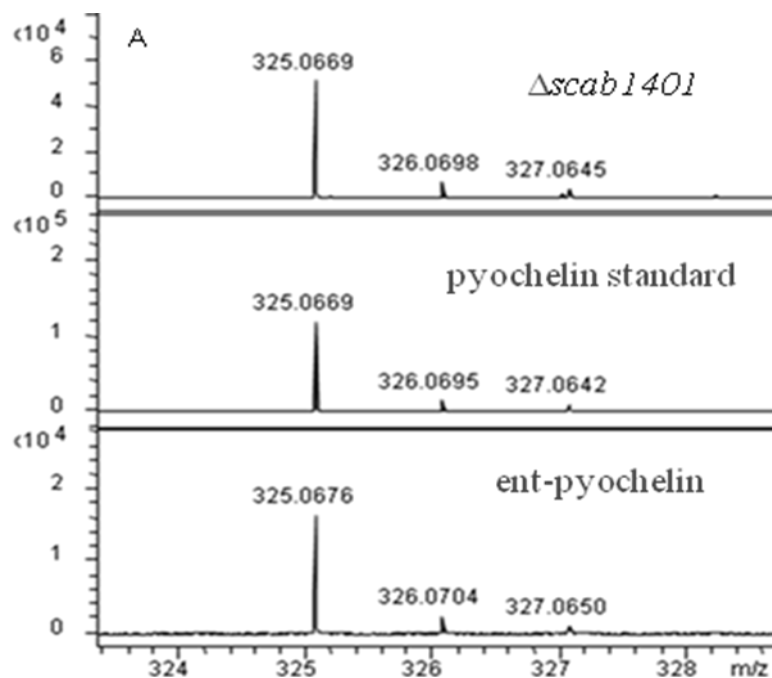 x10 4
A
6
325.0669
Δscab1401
4
2
326.0698
327.0645
0
x10 5
2
pyochelin standard
325.0669
1
326.0695
327.0642
0
x10 4
2
ent-pyochelin
325.0676
1
326.0704
327.0650
0
324 325 326 327 328 m/z